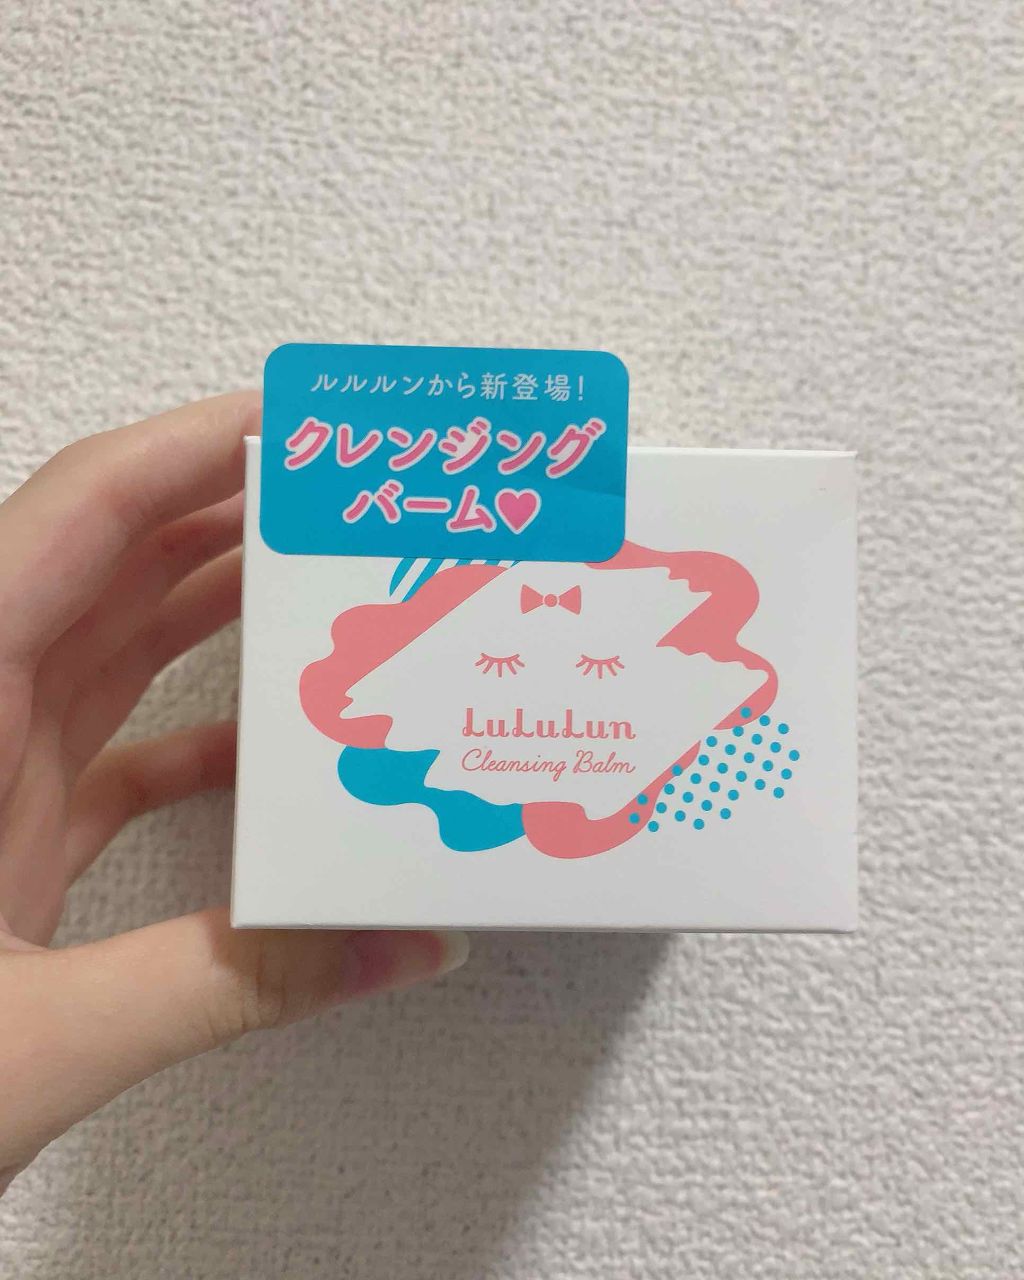 ルルルンから新登場!
クレンジング
バーム♥
LuLuLun
Cleansing Balm